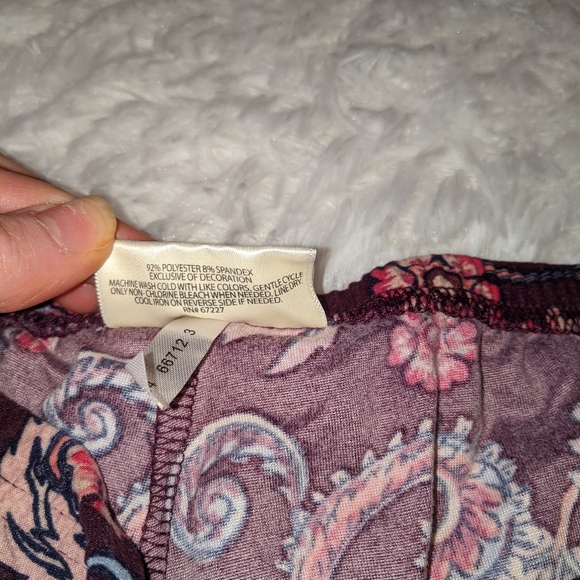 92% POLYESTER 8% SPANDEX
EXCLUSIVE OF DECORATION
MACHINE WASH COLD WITH LIKE COLORS, GENTLE CYCLE
ONLY NON-CHLORINE BLEACH WHEN NEEDED, LINE DRY.
COOL IRON ON REVERSE SIDE IF NEEDED.
RN# 67227
4 66712 3